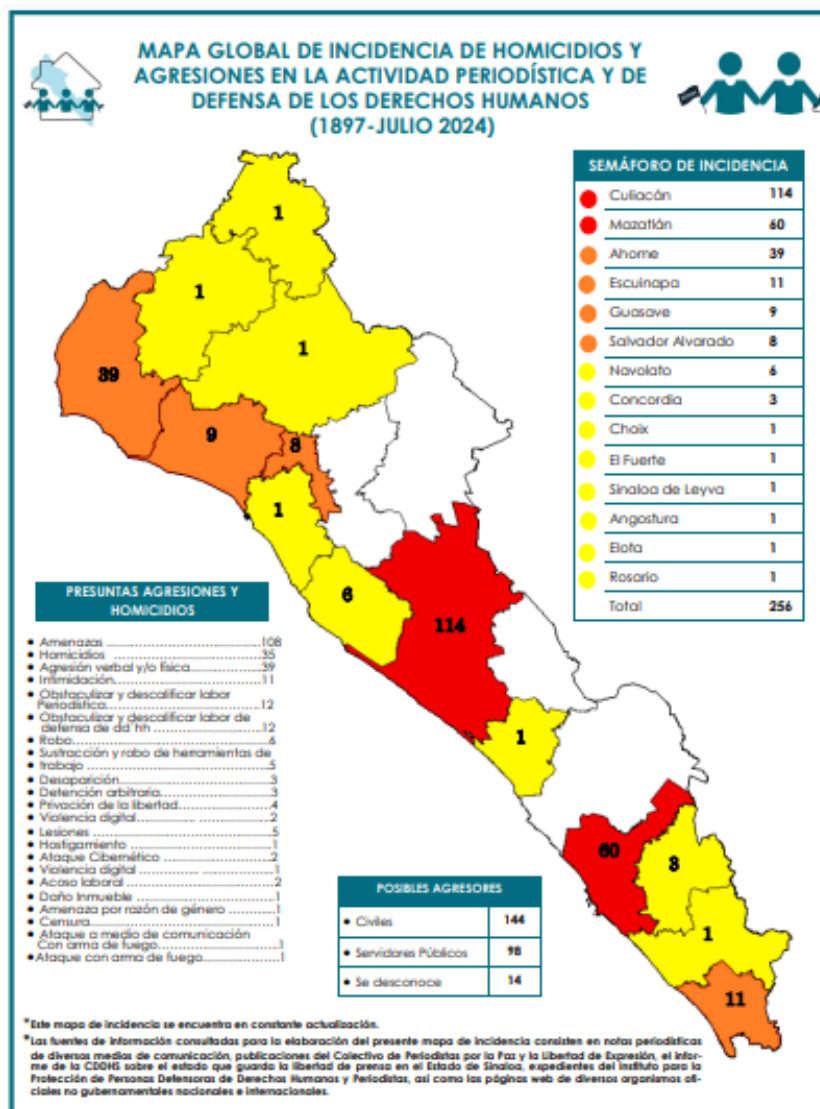 MAPA GLOBAL DE INCIDENCIA DE HOMICIDIOS Y
AGRESIONES EN LA ACTIVIDAD PERIODÍSTICA Y DE
DEFENSA DE LOS DERECHOS HUMANOS
(1897-JULIO 2024)
SEMÁFORO DE INCIDENCIA
Culiacán 114
Mazatlán 60
Ahome 39
Escuinapa 11
Guasave 9
Salvador Alvarado 8
Navolato 6
Concordia 3
Choix 1
El Fuerte 1
Sinaloa de Leyva 1
Angostura 1
Elota 1
Rosario 1
Total 256
1
1
1
39
9
8
1
6
114
1
60
3
1
11
PRESUNTAS AGRESIONES Y
HOMICIDIOS
• Amenazas ...............................108
• Homicidios ...............................35
• Agresión verbal y/o física..............39
• Intimidación..............................11
• Obstaculizar y descalificar labor
Periodística................................12
• Obstaculizar y descalificar labor de
defensa de dd hh ......................12
• Robo.......................................6
• Sustracción y robo de herramientas de
• trabajo ....................................5
• Desaparición..............................3
• Detención arbitraria......................3
• Privación de la libertad..................4
• Violencia digital........... ... ............2
• Lesiones ...................................5
• Hostigamiento ............................1
• Ataque Cibernético ......................2
• Violencia digital ............. ............1
• Acoso laboral .............................2
• Daño Inmueble ...........................1
• Amenaza por razón de género ..........1
• Censura....................................1
• Ataque a medio de comunicación
Con arma de fuego.......................1
•Ataque con arma de fuego...............1
POSIBLES AGRESORES
• Civiles 144
• Servidores Públicos 98
• Se desconoce 14
*Este mapa de incidencia se encuentra en constante actualización.
*Las fuentes de información consultadas para la elaboración del presente mapa de incidencia consisten en notas periodísticas
de diversos medios de comunicación, publicaciones del Colectivo de Periodistas por la Paz y la Libertad de Expresión, el infor-
me de la CDDHS sobre el estado que guarda la libertad de prensa en el Estado de Sinaloa, expedientes del Instituto para la
Protección de Personas Defensoras de Derechos Humanos y Periodistas, así como las páginas web de diversos organismos ofi-
ciales no gubernamentales nacionales e internacionales.